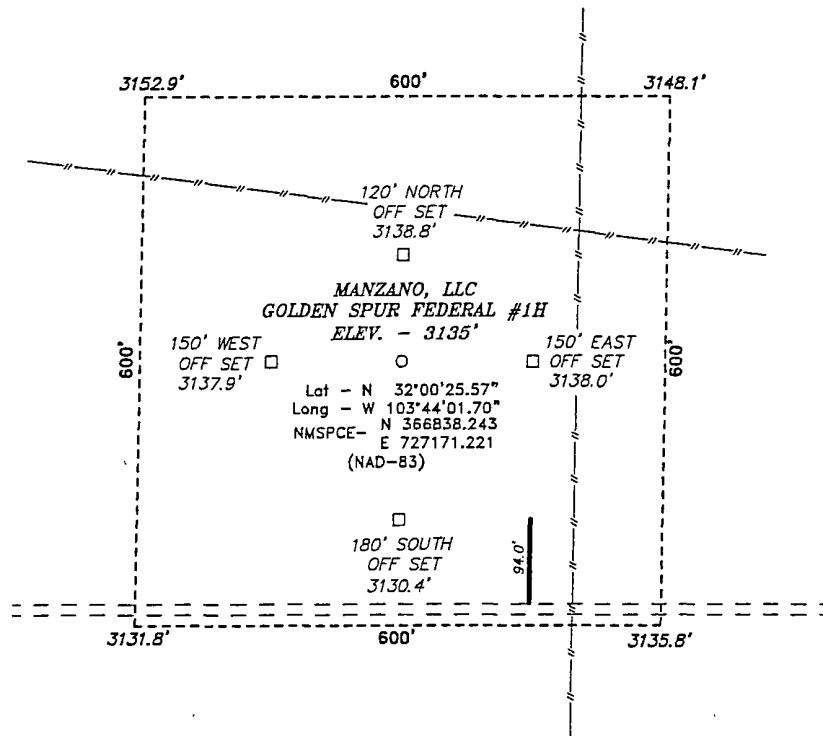 3152.9'
600'
3148.1'
120' NORTH
OFF SET
3138.8'
MANZANO, LLC
GOLDEN SPUR FEDERAL #1H
ELEV. - 3135'
150' WEST
OFF SET
3137.9'
150' EAST
OFF SET
3138.0'
600'
600'
Lat - N 32°00'25.57"
Long - W 103°44'01.70"
NMSPCE- N 366838.243
E 727171.221
(NAD-83)
180' SOUTH
OFF SET
3130.4'
94.0'
3131.8'
600'
3135.8'